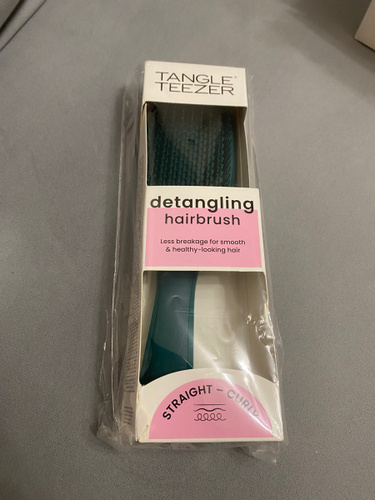 TANGLE
TEEZER
detangling
hairbrush
Less breakage for smooth
& healthy-looking hair
STRAIGHT – CURLY